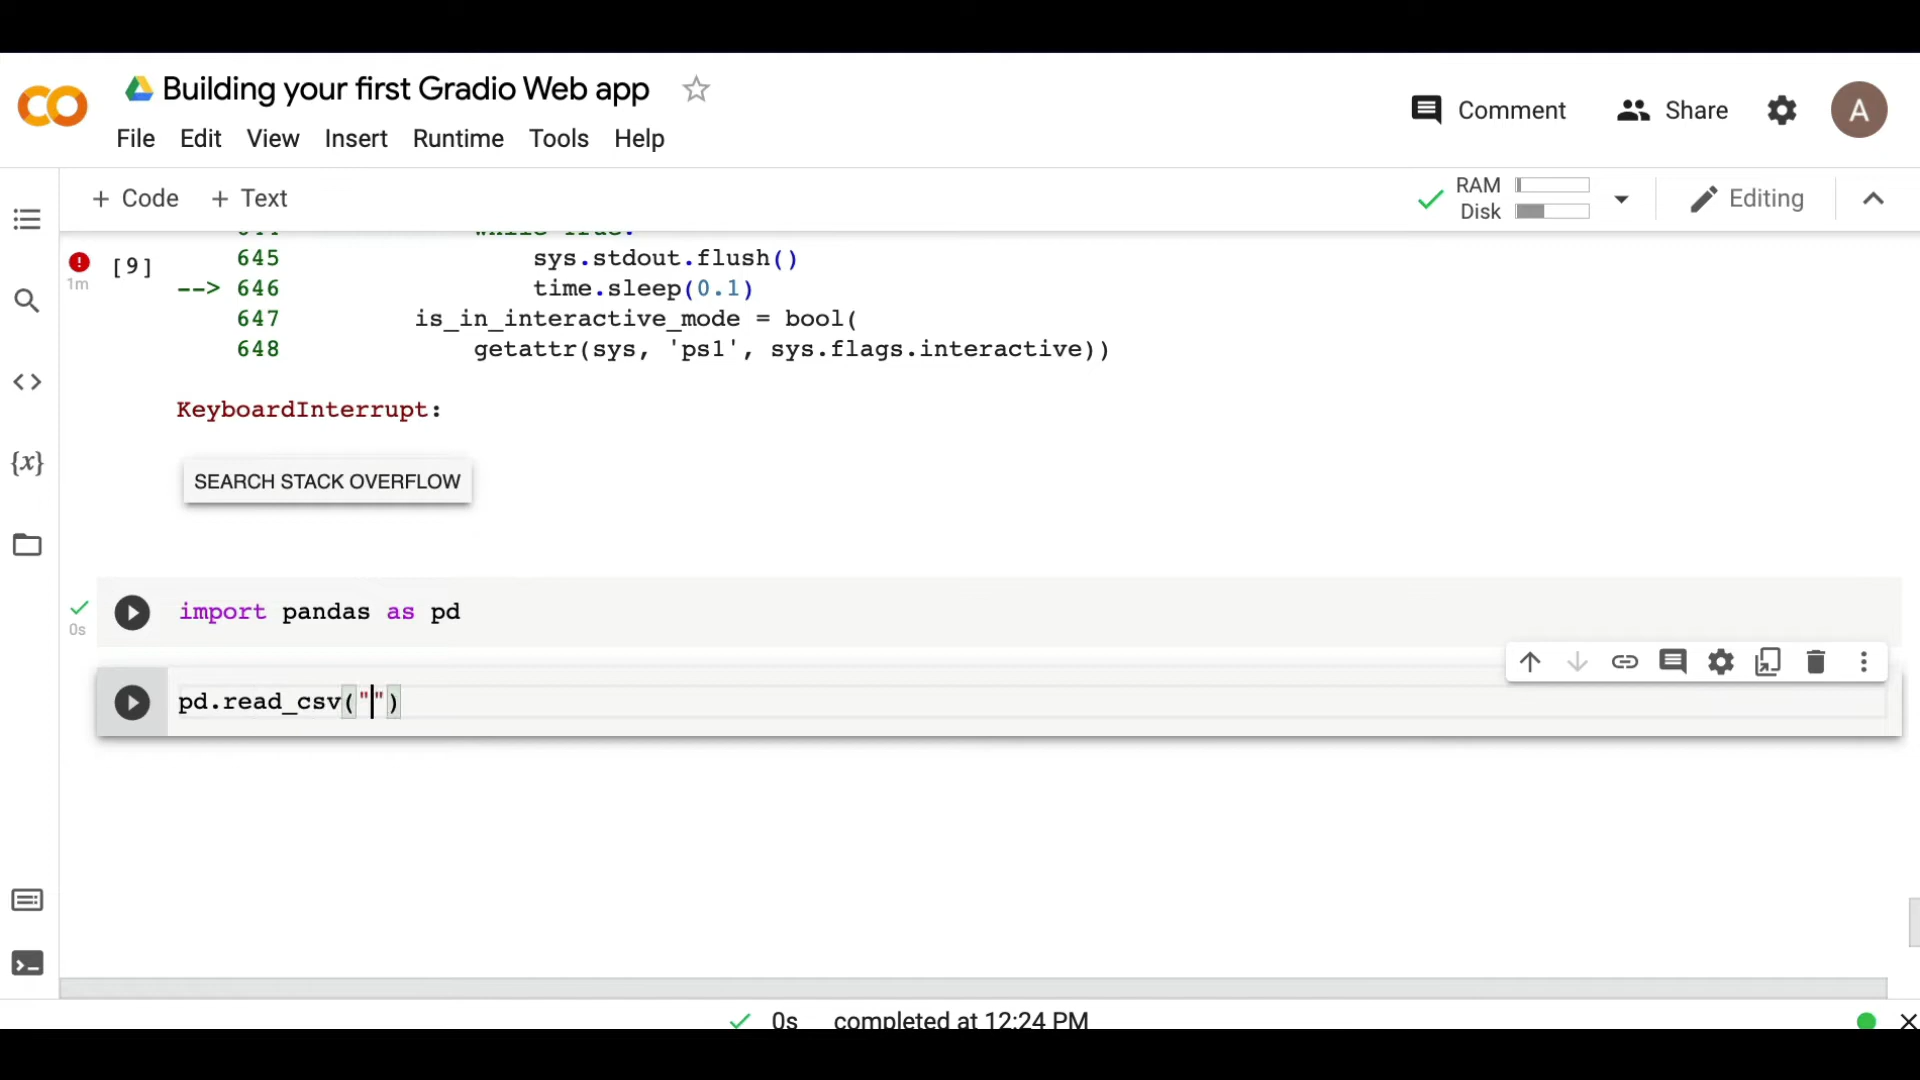 Building your first Gradio Web app
File Edit View Insert Runtime Tools Help
Comment Share A
+ Code + Text
RAM
Disk
Editing
645 sys.stdout.flush()
[9]
1m
--> 646 time.sleep(0.1)
647 is_in_interactive_mode = bool(
648 getattr(sys, 'ps1', sys.flags.interactive))
KeyboardInterrupt:
SEARCH STACK OVERFLOW
{x}
import pandas as pd
0s
pd.read_csv("")
0s completed at 12:24 PM